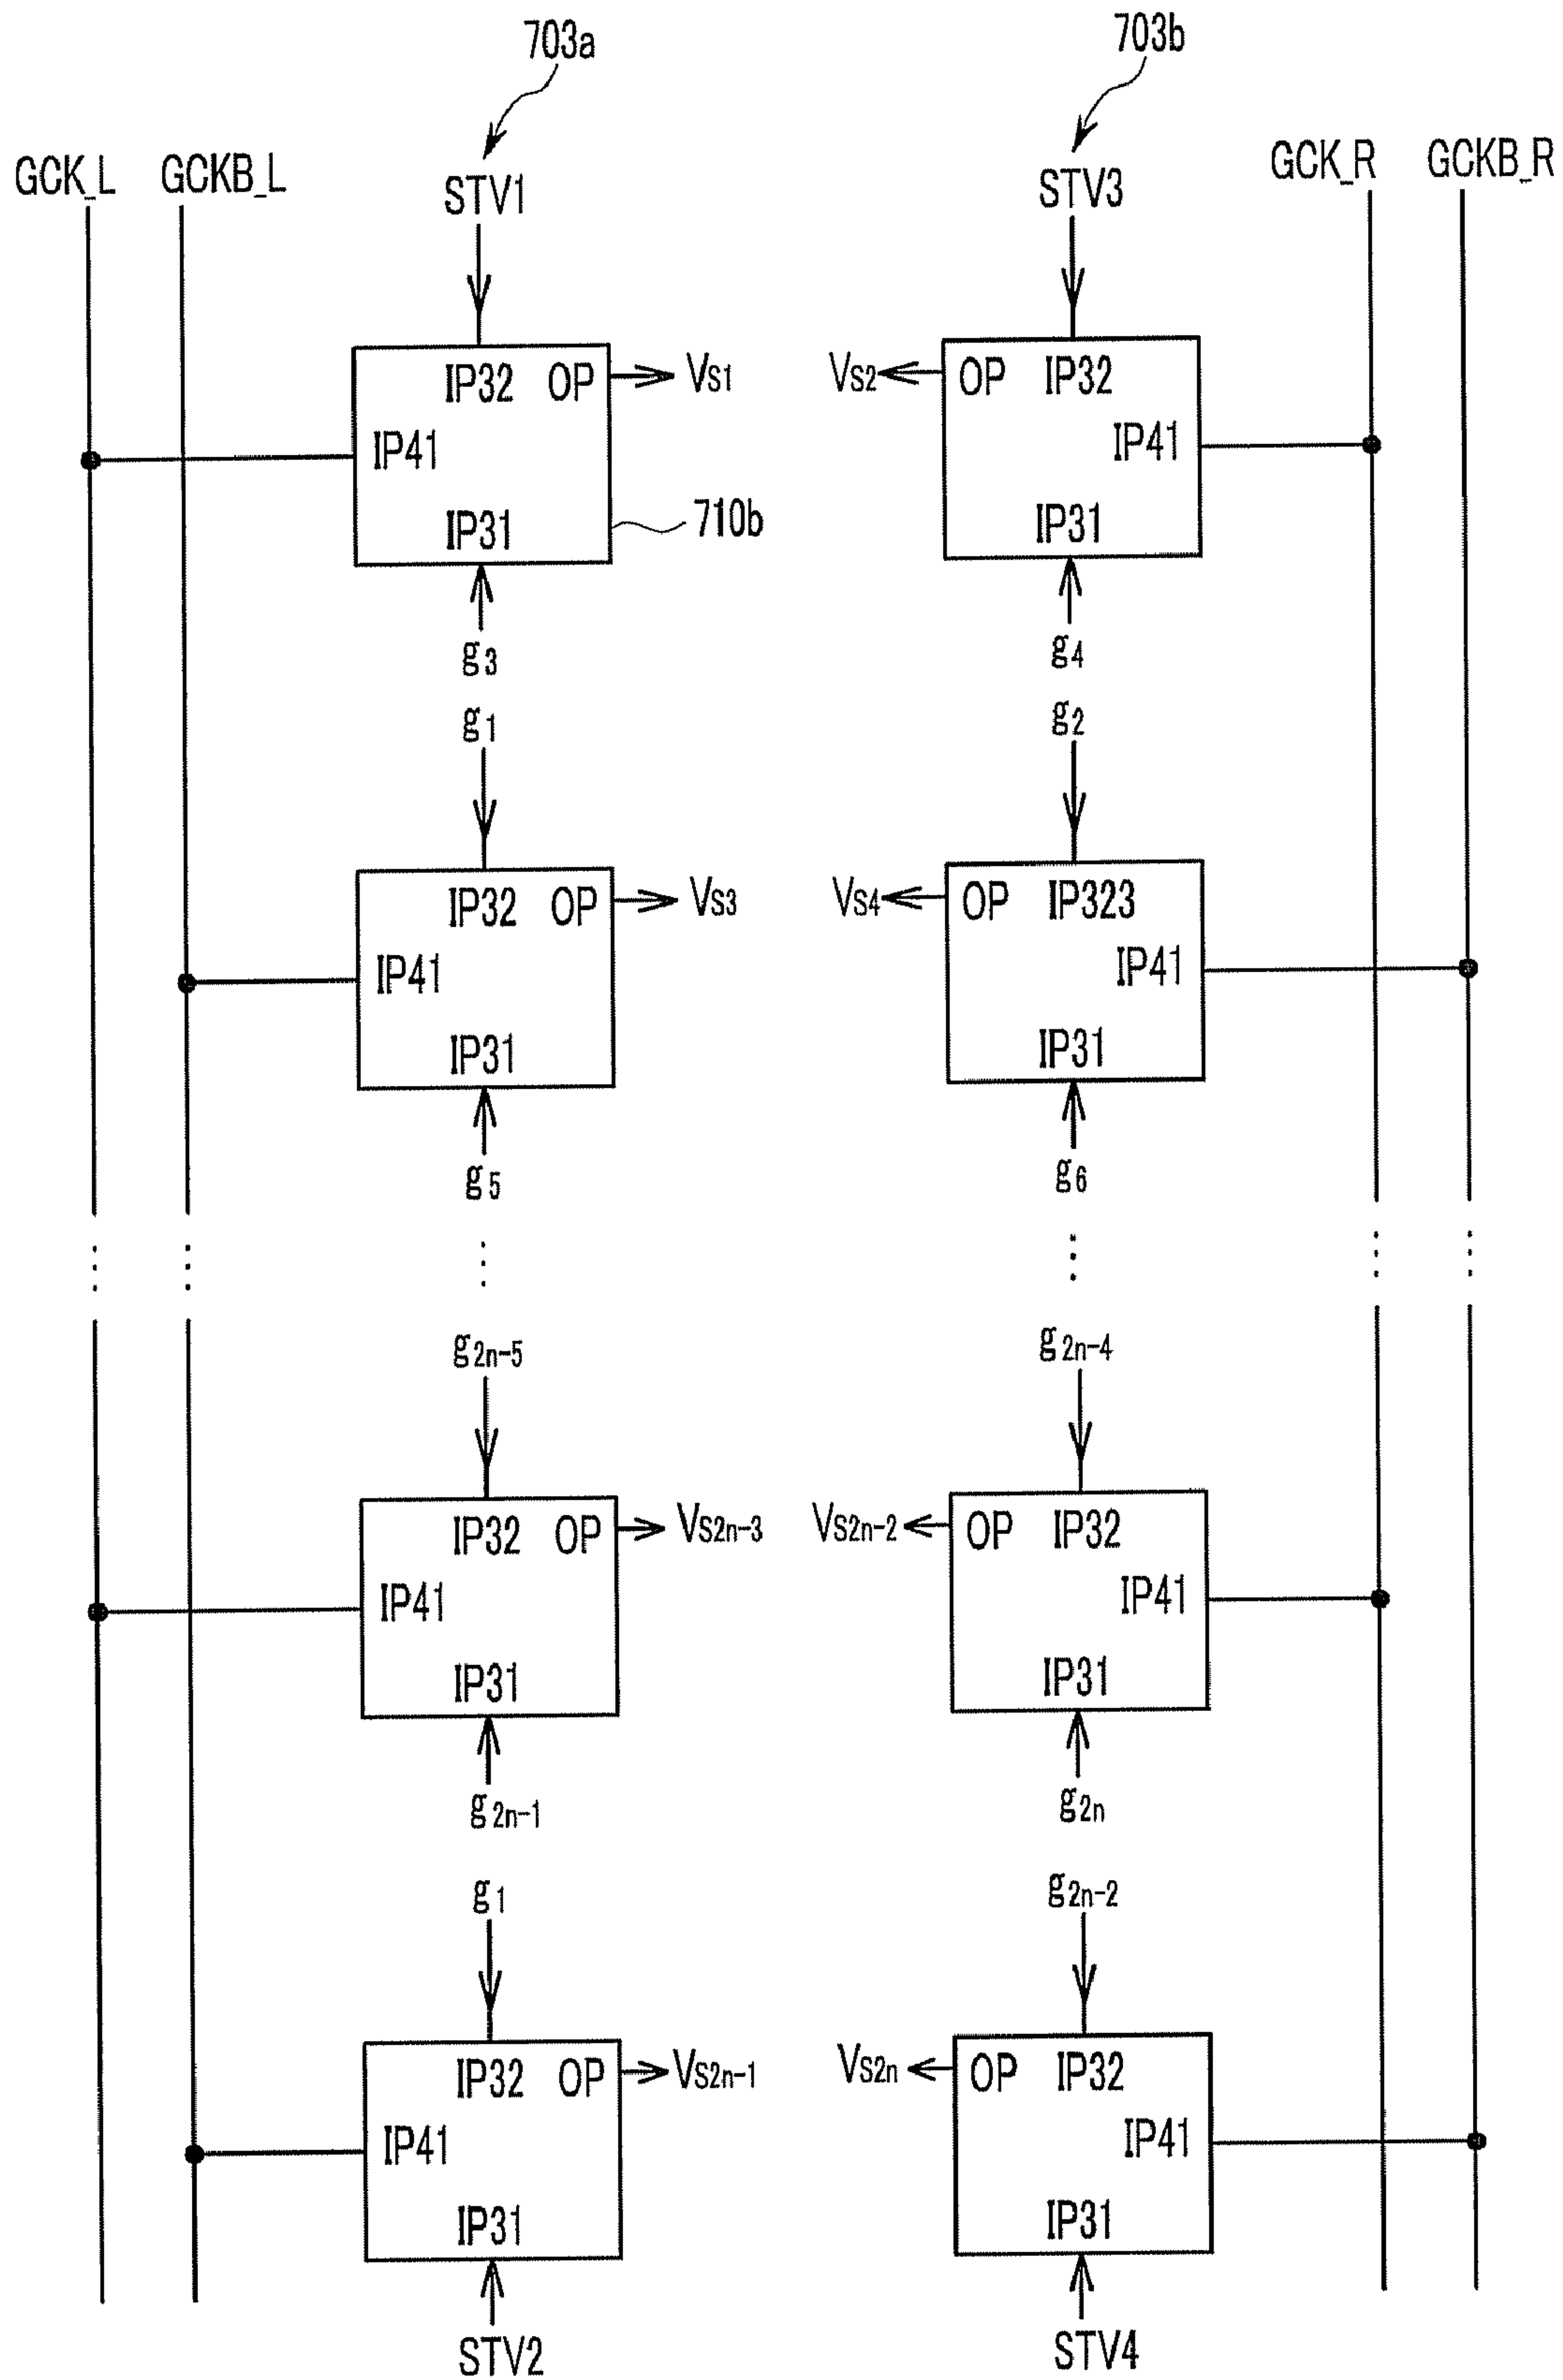 703a 703b
GCK_L GCKB_L STV1 STV3 GCK_R GCKB_R
IP32 OP VS1 VS2 OP IP32
IP41 IP41
IP31 710b IP31
g3 g4
g1 g2
IP32 OP VS3 VS4 OP IP323
IP41 IP41
IP31 IP31
g5 g6
g2n-5 g2n-4
IP32 OP VS2n-3 VS2n-2 OP IP32
IP41 IP41
IP31 IP31
g2n-1 g2n
g1 g2n-2
IP32 OP VS2n-1 VS2n OP IP32
IP41 IP41
IP31 IP31
STV2 STV4